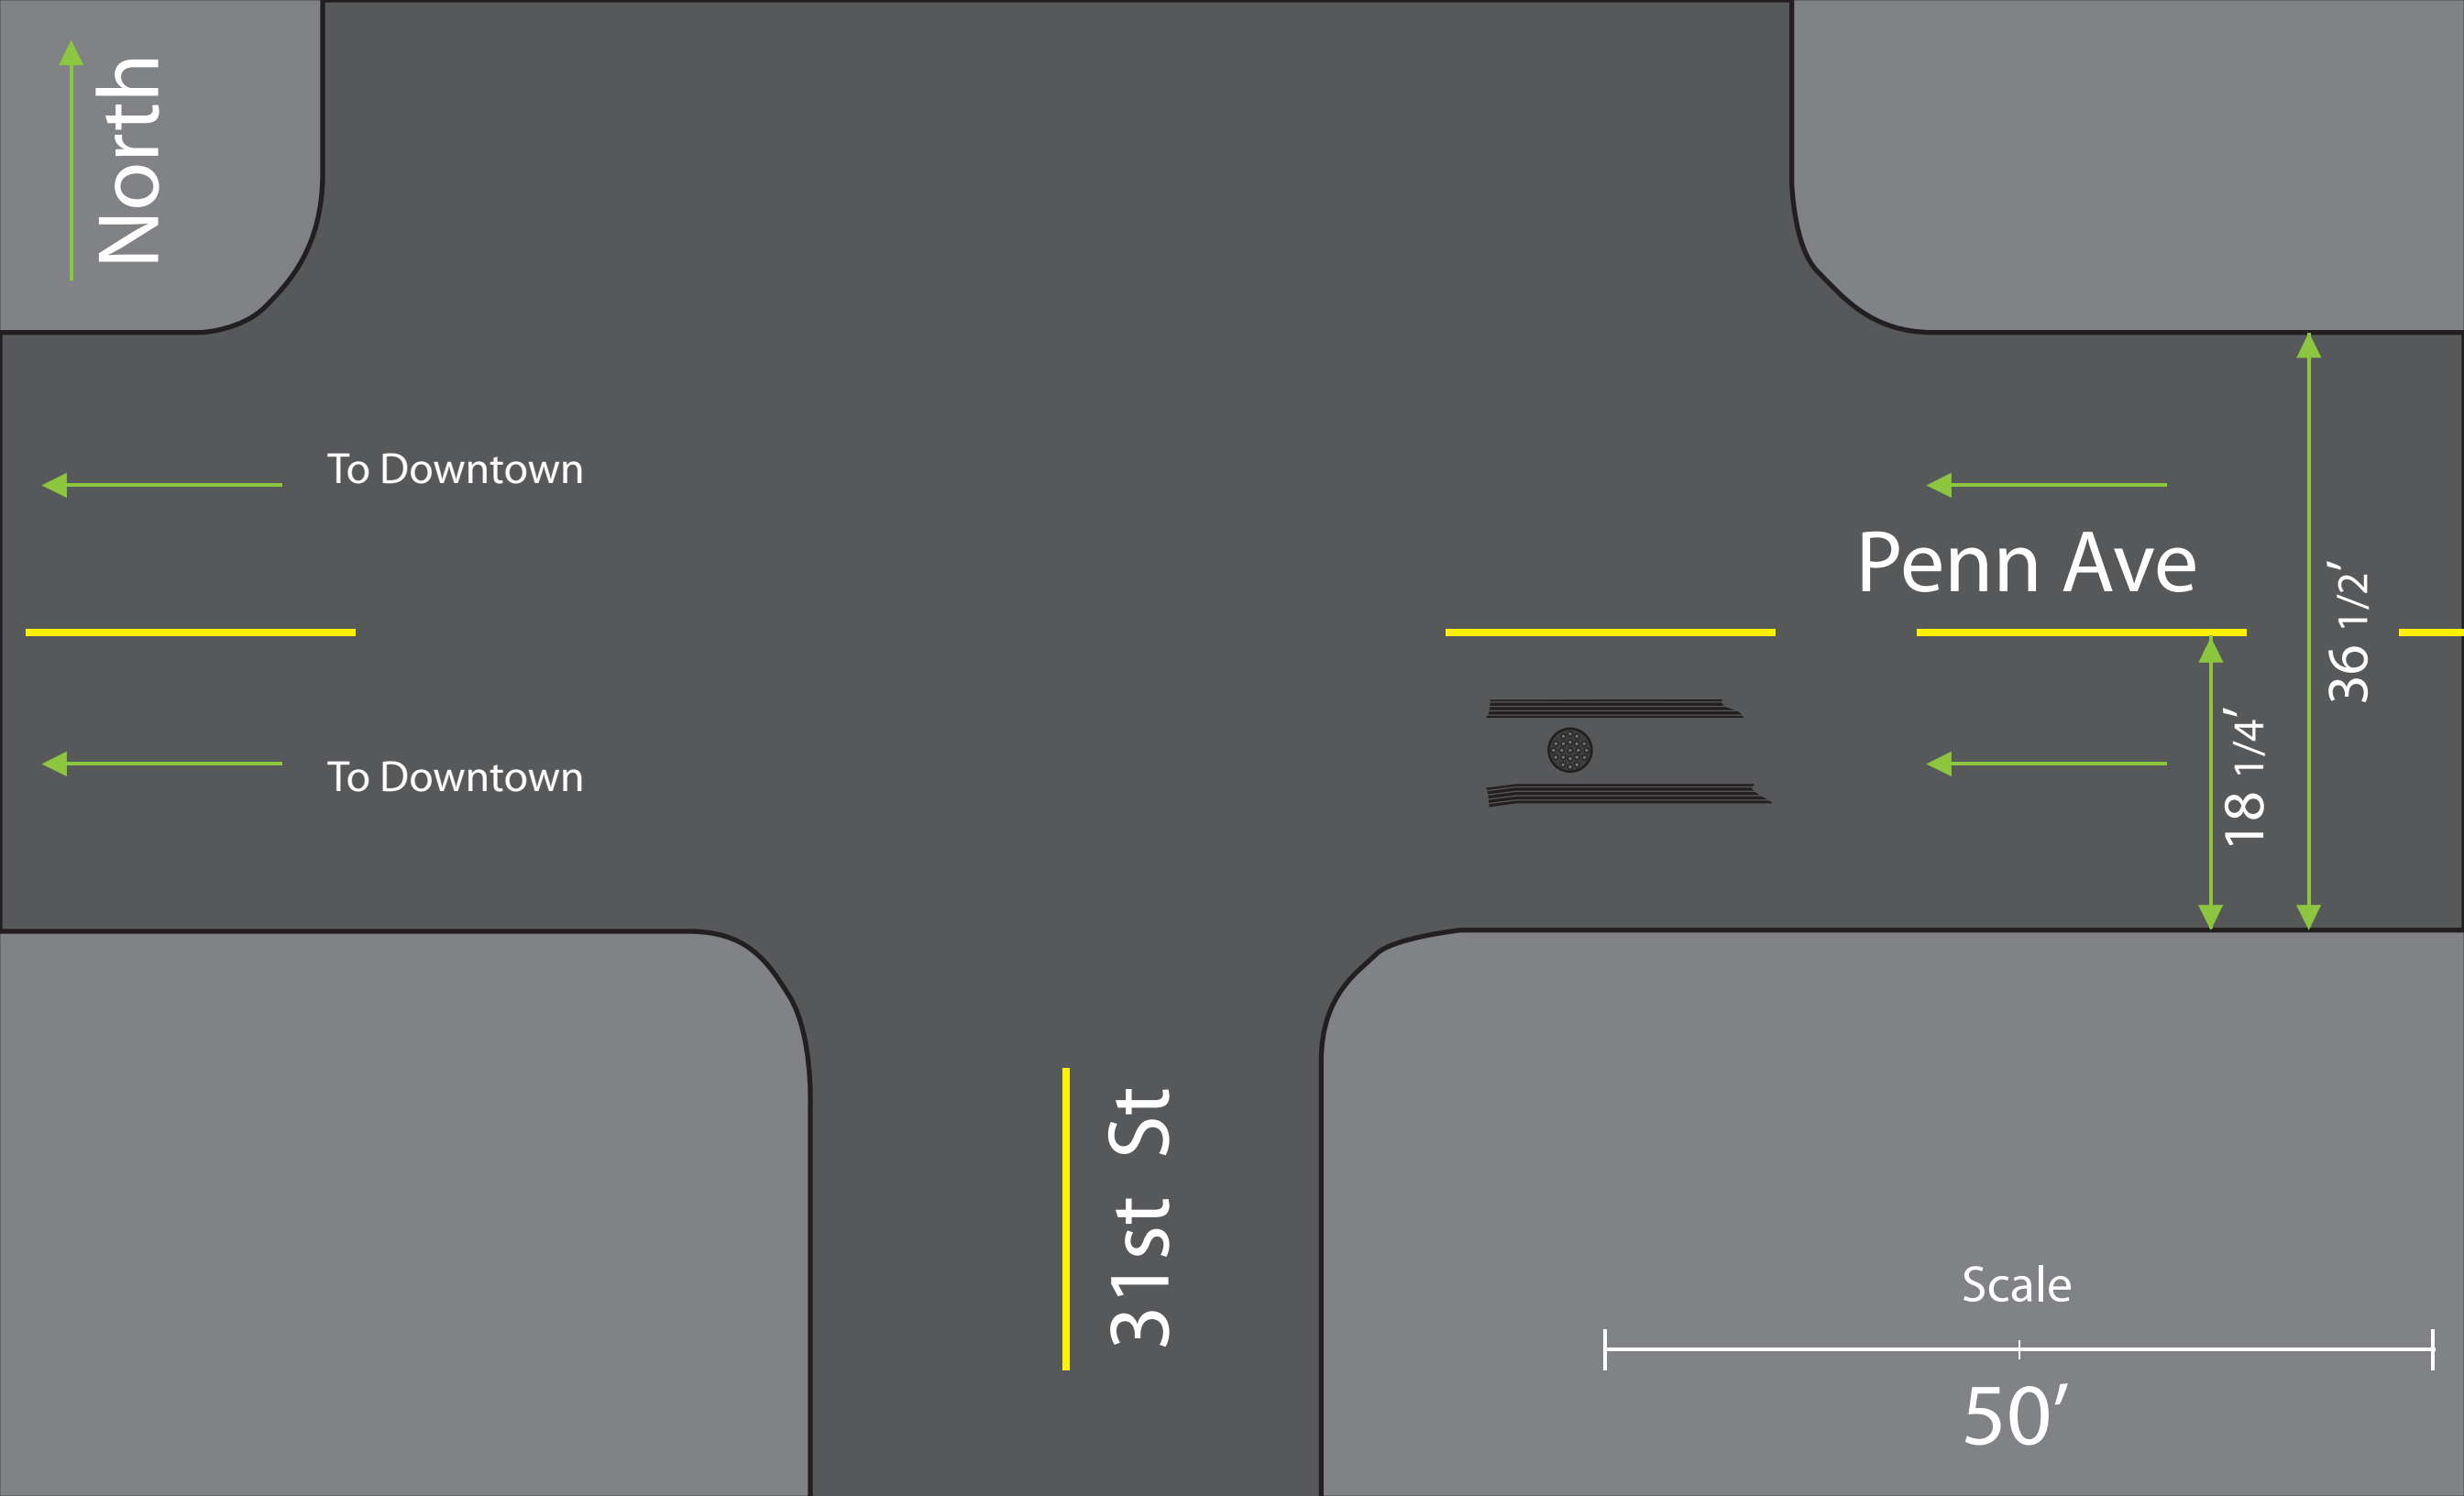 North
To Downtown
Penn Ave
36 1/2’
18 1/4’
To Downtown
31st St
Scale
50’